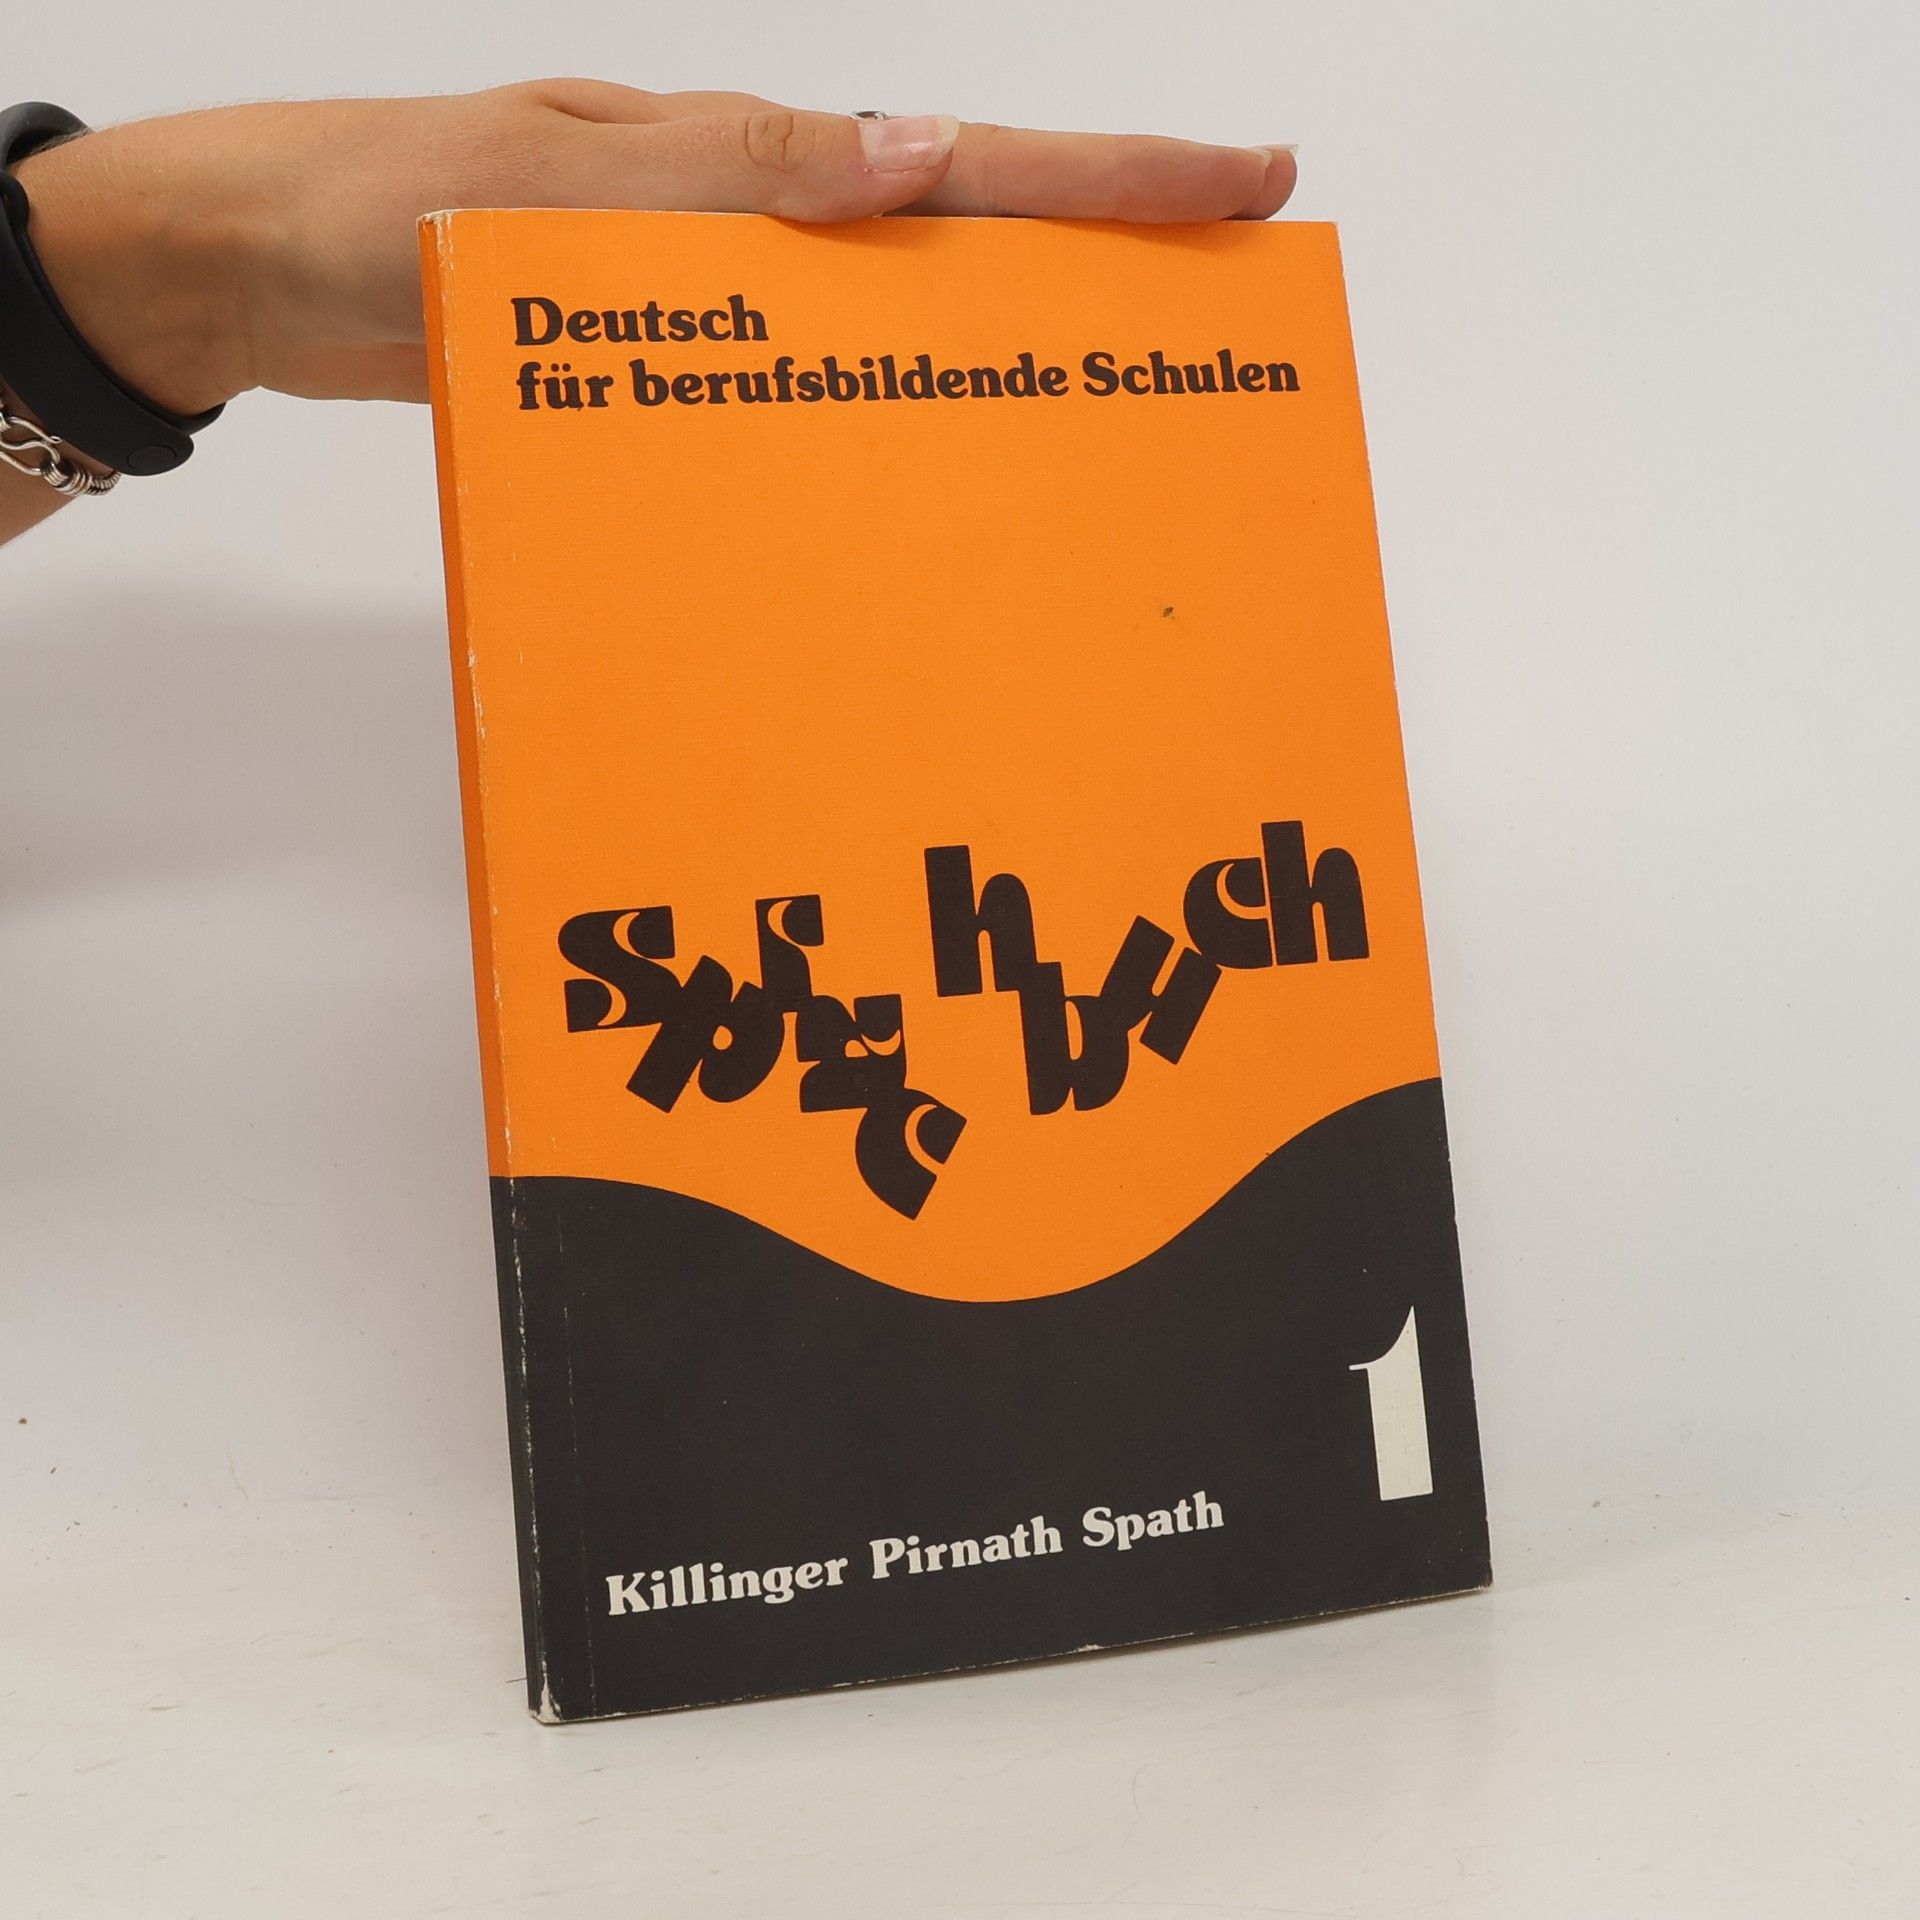 Deutsch
für berufsbildende Schulen
Sprachbuch
1
Killinger Pirnath Spath